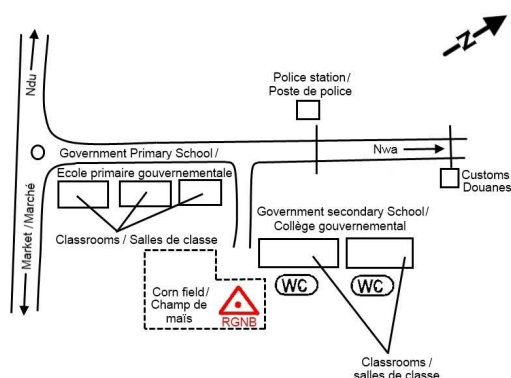 Ndu
N
Police station/
Poste de police
Nwa
Government Primary School /
Ecole primaire gouvernementale
Customs
Douanes
Government secondary School/
Collège gouvernemental
Classrooms / Salles de classe
Market /Marché
Corn field/
Champ de
maïs
RGNB
WC
WC
Classrooms /
salles de classe